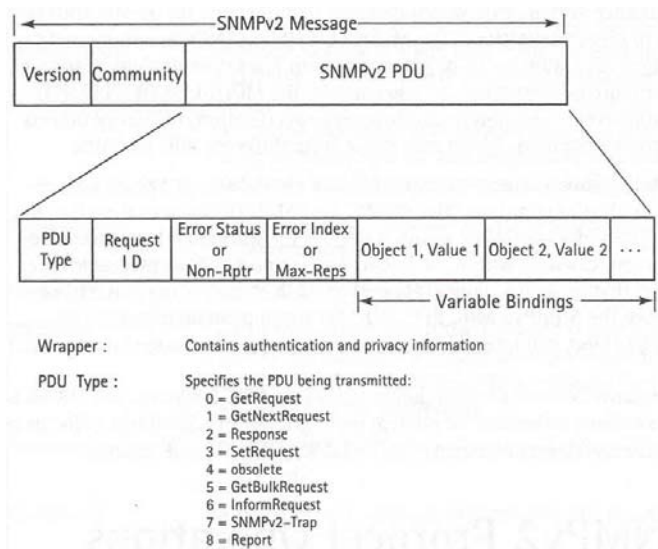 SNMPv2 Message
Version Community SNMPv2 PDU
PDU Type
Request I D
Error Status or Non-Rptr
Error Index or Max-Reps
Object 1, Value 1 Object 2, Value 2 ···
Variable Bindings
Wrapper : Contains authentication and privacy information
PDU Type : Specifies the PDU being transmitted:
0 = GetRequest
1 = GetNextRequest
2 = Response
3 = SetRequest
4 = obsolete
5 = GetBulkRequest
6 = InformRequest
7 = SNMPv2-Trap
8 = Report